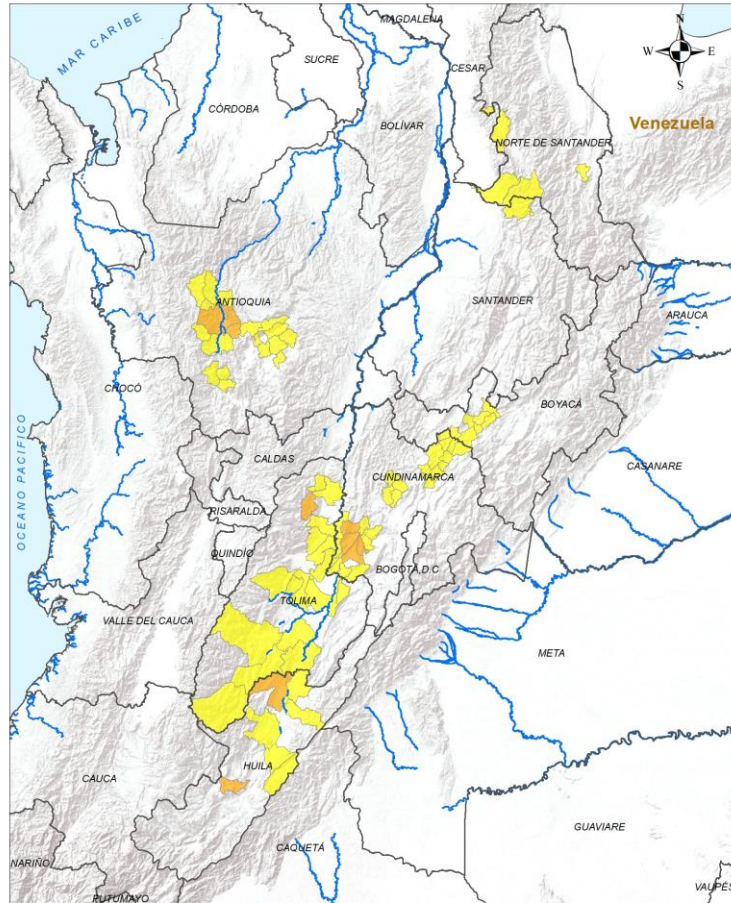 MAGDALENA
N
MAR CARIBE
SUCRE
W
E
CESAR
S
CÓRDOBA
BOLÍVAR
Venezuela
NORTE DE SANTANDER
ANTIOQUIA
SANTANDER
ARAUCA
CHOCÓ
BOYACÁ
OCEANO PACIFICO
CALDAS
CUNDINAMARCA
CASANARE
RISARALDA
QUINDÍO
BOGOTÁ, D.C
TOLIMA
VALLE DEL CAUCA
META
HUILA
CAUCA
GUAVIARE
CAQUETÁ
NARIÑO
PUTUMAYO
VAUPÉS